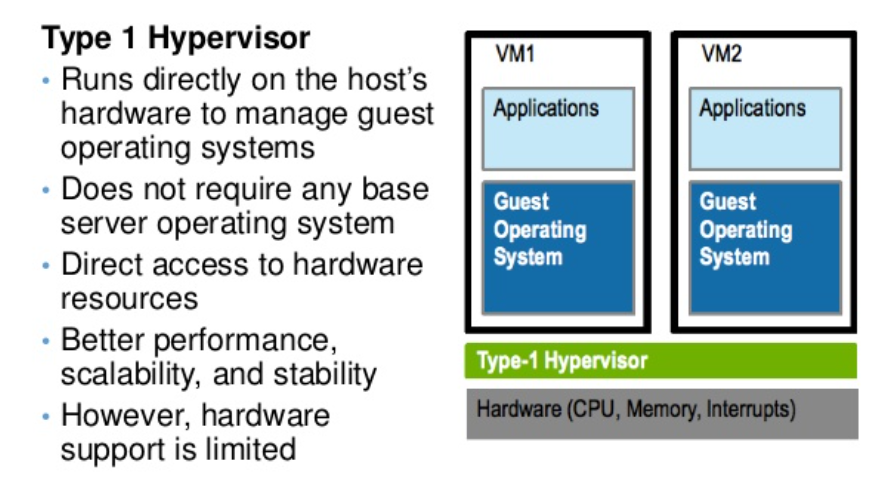 Type 1 Hypervisor
• Runs directly on the host's
hardware to manage guest
operating systems
• Does not require any base
server operating system
• Direct access to hardware
resources
• Better performance,
scalability, and stability
• However, hardware
support is limited
VM1
Applications
Guest
Operating
System
VM2
Applications
Guest
Operating
System
Type-1 Hypervisor
Hardware (CPU, Memory, Interrupts)